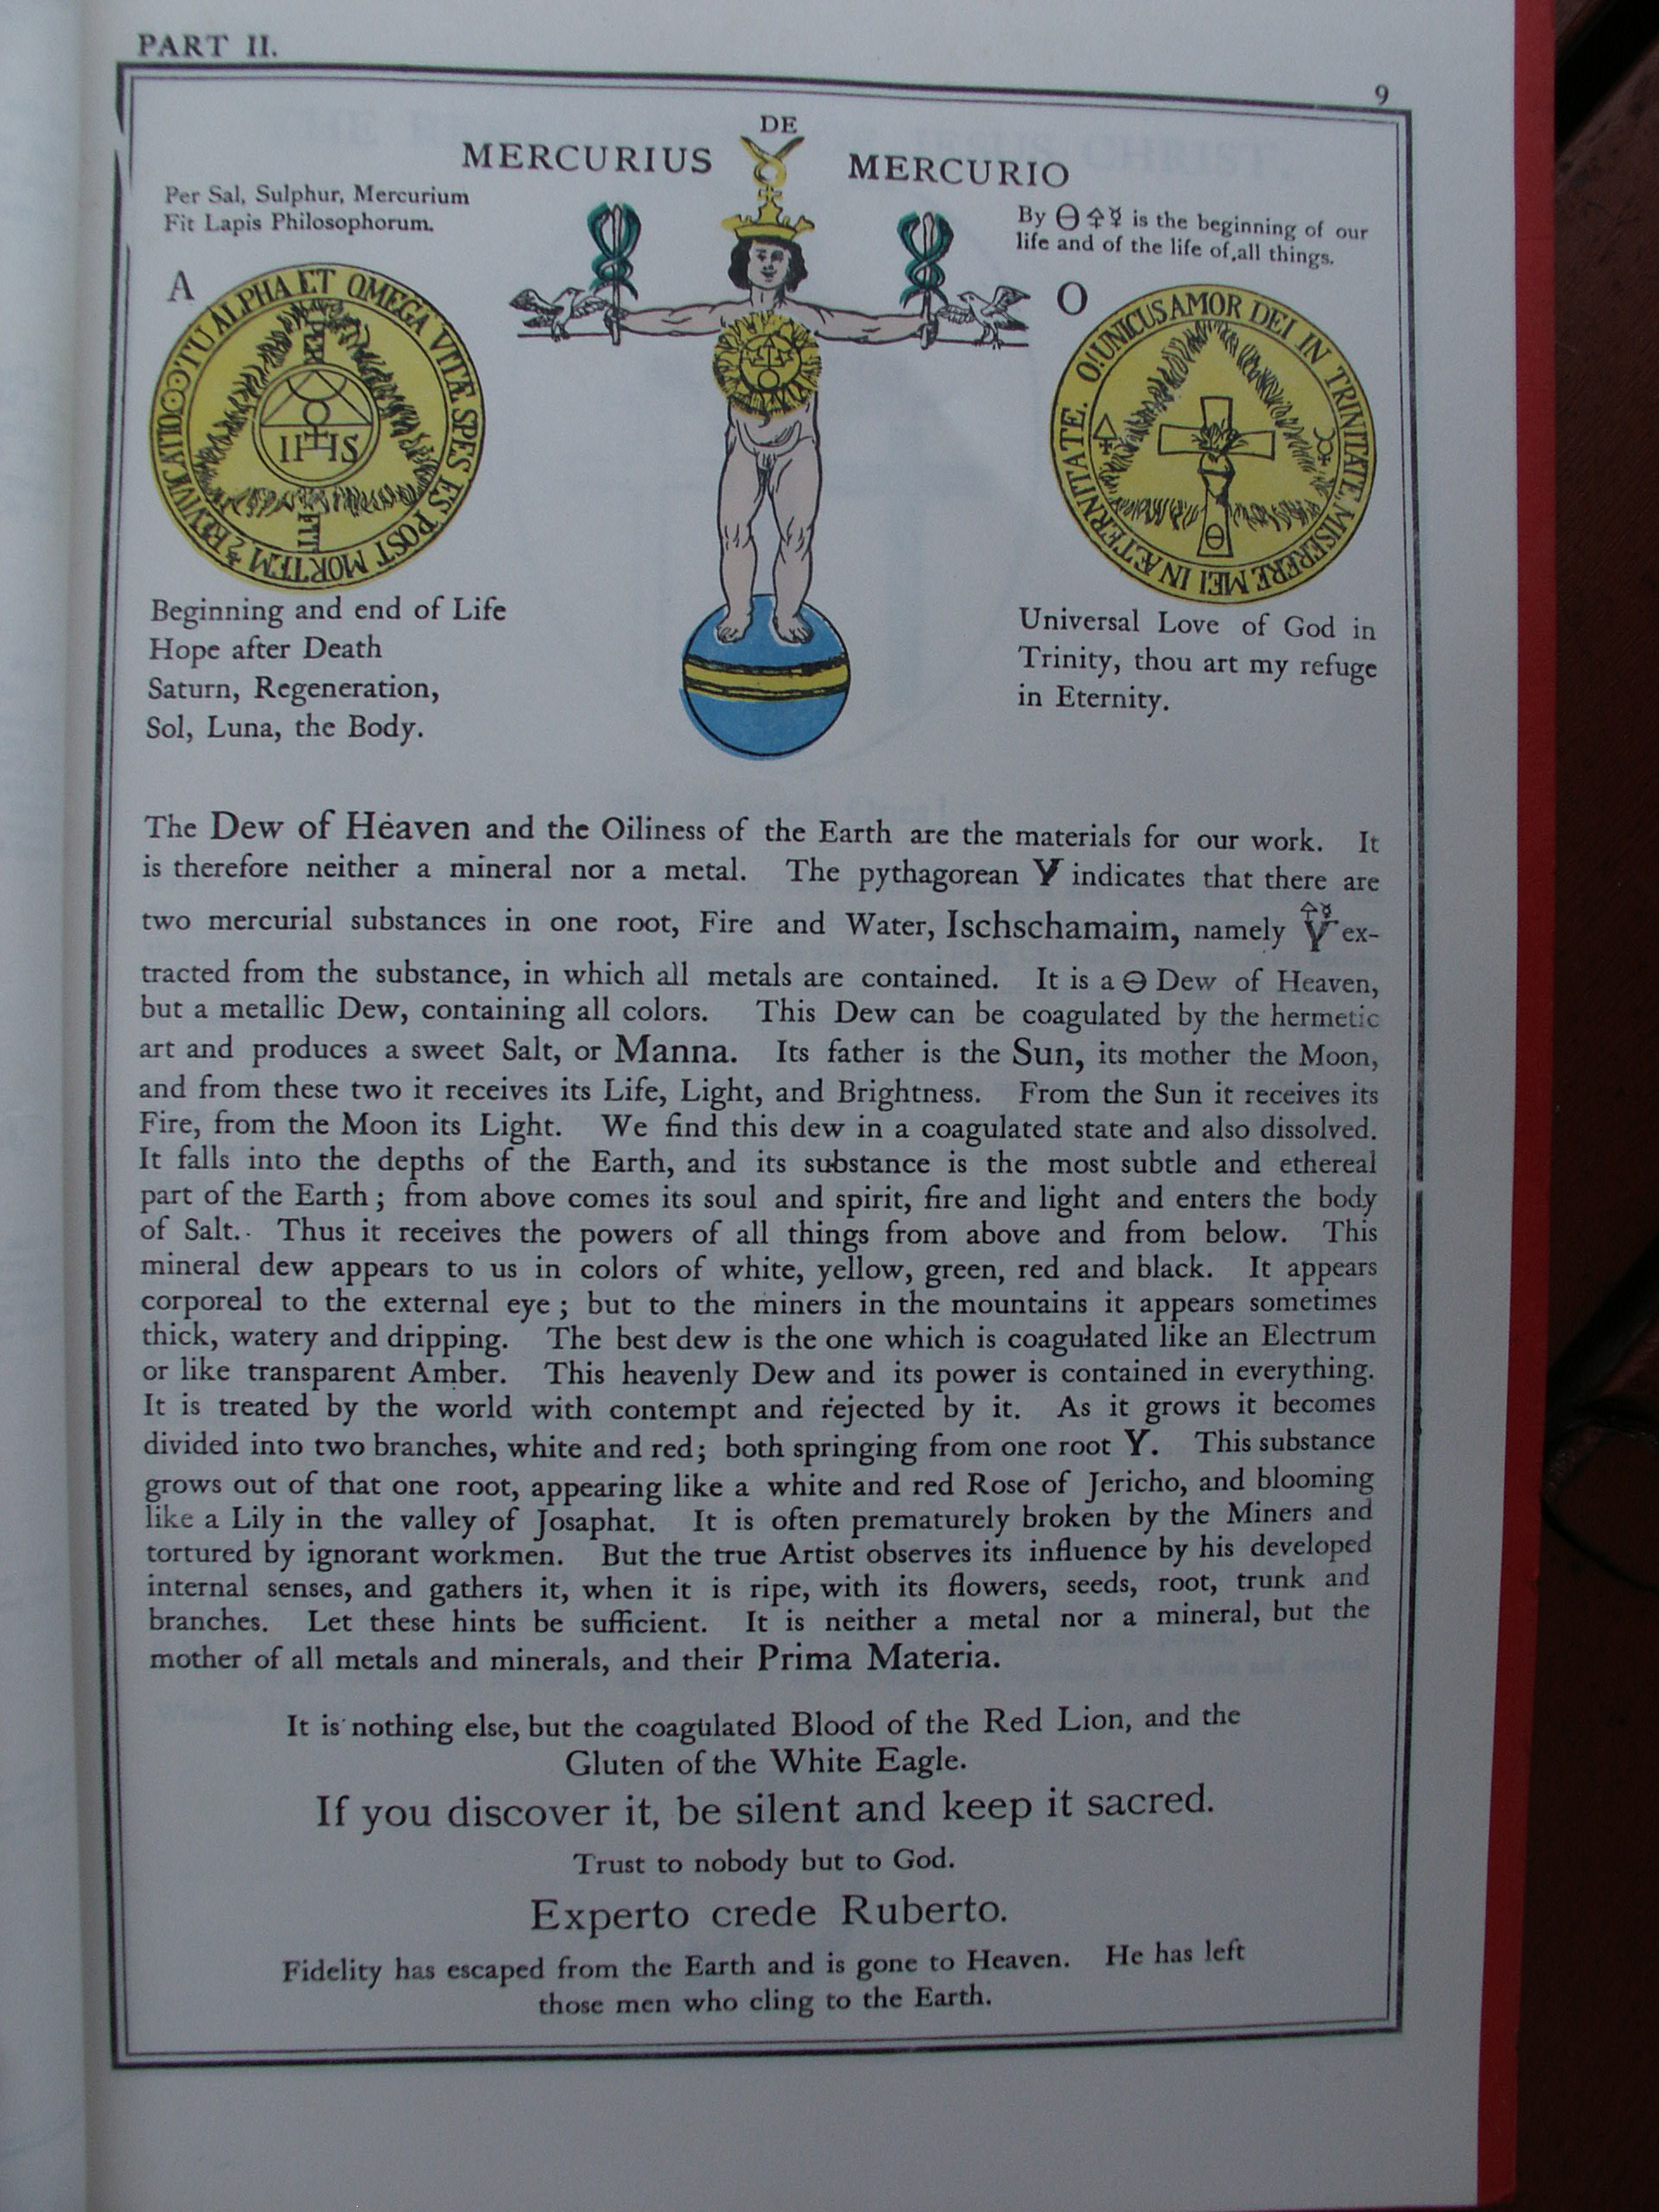 PART II.
9
DE
MERCURIUS MERCURIO
Per Sal, Sulphur, Mercurium
Fit Lapis Philosophorum.
By Θ 🜍 ☿ is the beginning of our
life and of the life of all things.
A
O
TU ALPHA ET OMEGA VITÆ SPES ES POST MORTEM
IHS
O! UNICUS AMOR DEI IN TRINITATE, MISERERE MEI IN ÆTERNITATE.
Θ
Beginning and end of Life
Hope after Death
Saturn, Regeneration,
Sol, Luna, the Body.
Universal Love of God in
Trinity, thou art my refuge
in Eternity.
The Dew of Heaven and the Oiliness of the Earth are the materials for our work. It
is therefore neither a mineral nor a metal. The pythagorean Y indicates that there are
two mercurial substances in one root, Fire and Water, Ischschamaim, namely 🜍☿Y ex-
tracted from the substance, in which all metals are contained. It is a Θ Dew of Heaven,
but a metallic Dew, containing all colors. This Dew can be coagulated by the hermetic
art and produces a sweet Salt, or Manna. Its father is the Sun, its mother the Moon,
and from these two it receives its Life, Light, and Brightness. From the Sun it receives its
Fire, from the Moon its Light. We find this dew in a coagulated state and also dissolved.
It falls into the depths of the Earth, and its substance is the most subtle and ethereal
part of the Earth; from above comes its soul and spirit, fire and light and enters the body
of Salt. Thus it receives the powers of all things from above and from below. This
mineral dew appears to us in colors of white, yellow, green, red and black. It appears
corporeal to the external eye; but to the miners in the mountains it appears sometimes
thick, watery and dripping. The best dew is the one which is coagulated like an Electrum
or like transparent Amber. This heavenly Dew and its power is contained in everything.
It is treated by the world with contempt and rejected by it. As it grows it becomes
divided into two branches, white and red; both springing from one root Y. This substance
grows out of that one root, appearing like a white and red Rose of Jericho, and blooming
like a Lily in the valley of Josaphat. It is often prematurely broken by the Miners and
tortured by ignorant workmen. But the true Artist observes its influence by his developed
internal senses, and gathers it, when it is ripe, with its flowers, seeds, root, trunk and
branches. Let these hints be sufficient. It is neither a metal nor a mineral, but the
mother of all metals and minerals, and their Prima Materia.
It is nothing else, but the coagulated Blood of the Red Lion, and the
Gluten of the White Eagle.
If you discover it, be silent and keep it sacred.
Trust to nobody but to God.
Experto crede Ruberto.
Fidelity has escaped from the Earth and is gone to Heaven. He has left
those men who cling to the Earth.